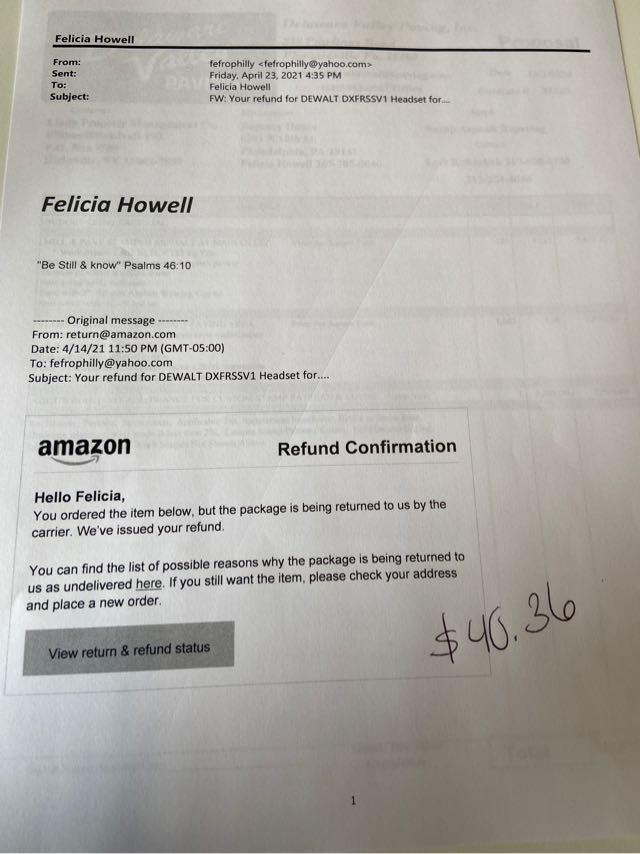 Felicia Howell
From: fefrophilly <fefrophilly@yahoo.com>
Sent: Friday, April 23, 2021 4:35 PM
To: Felicia Howell
Subject: FW: Your refund for DEWALT DXFRSSV1 Headset for....
Felicia Howell
"Be Still & know" Psalms 46:10
-------- Original message --------
From: return@amazon.com
Date: 4/14/21 11:50 PM (GMT-05:00)
To: fefrophilly@yahoo.com
Subject: Your refund for DEWALT DXFRSSV1 Headset for....
amazon Refund Confirmation
Hello Felicia,
You ordered the item below, but the package is being returned to us by the
carrier. We've issued your refund.
You can find the list of possible reasons why the package is being returned to
us as undelivered here. If you still want the item, please check your address
and place a new order.
View return & refund status
$40.36
1